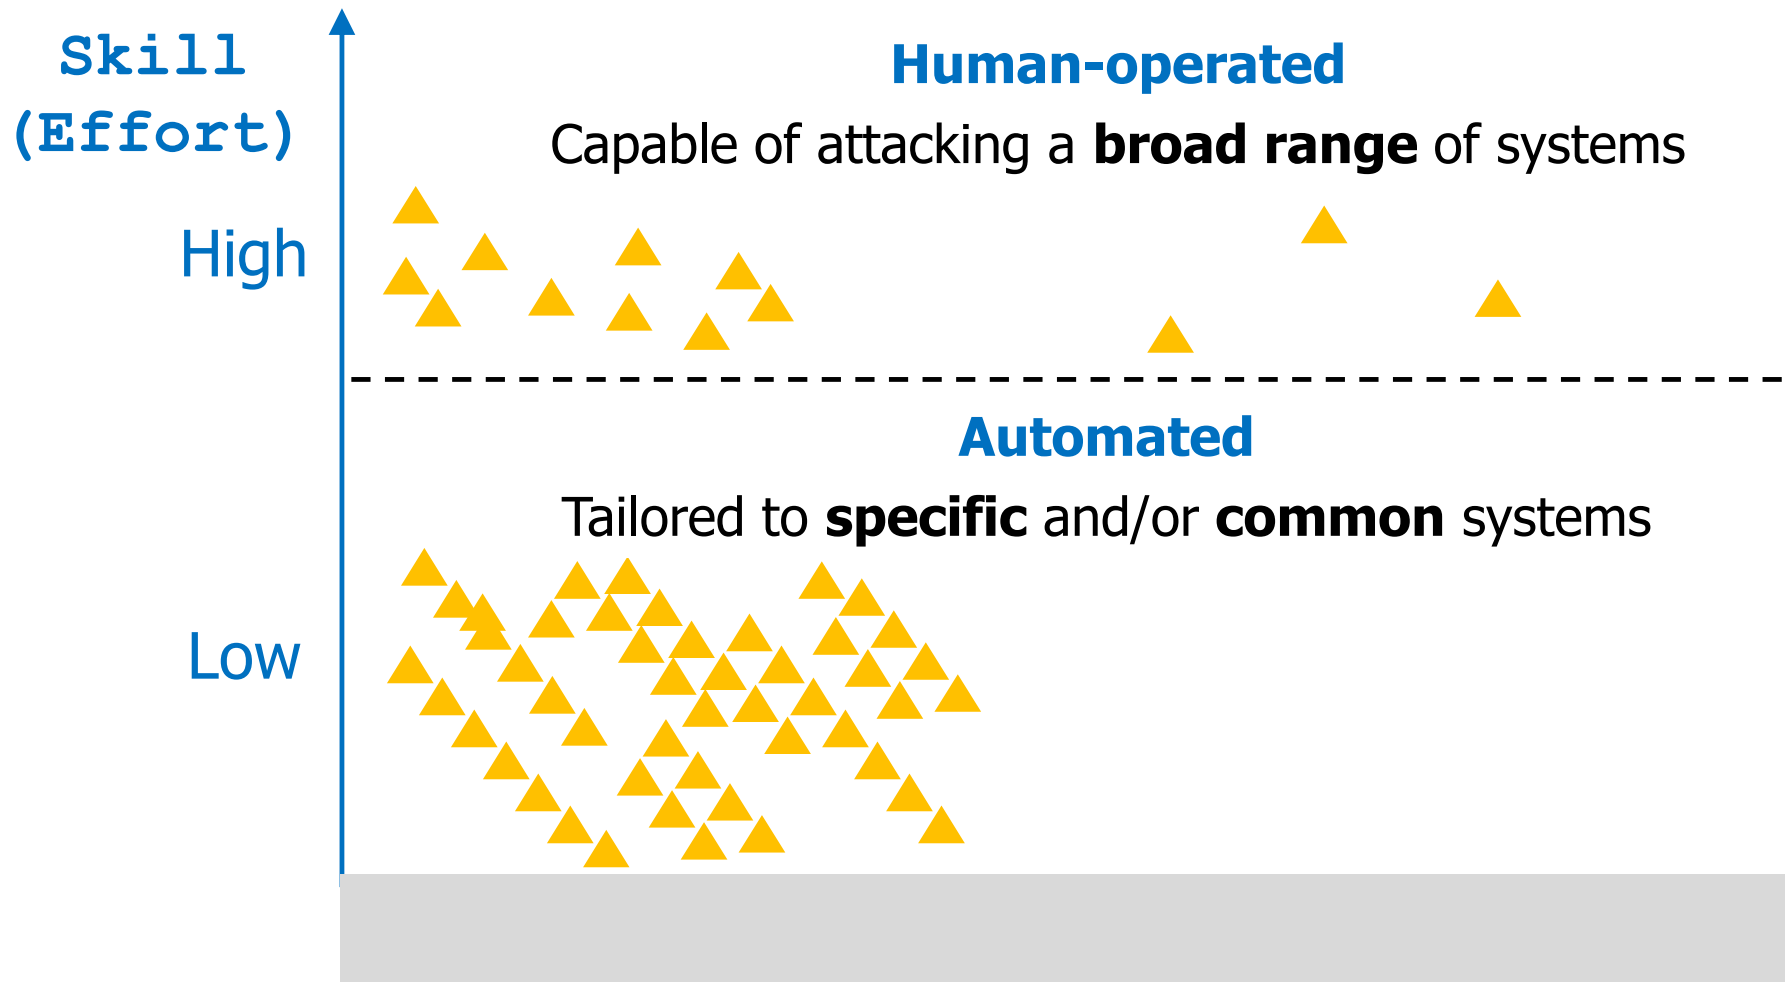 Skill
(Effort)
Human-operated
Capable of attacking a broad range of systems
High
Automated
Tailored to specific and/or common systems
Low